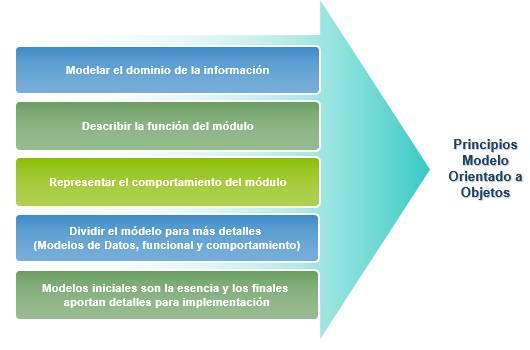 Modelar el dominio de la información
Describir la función del módulo
Representar el comportamiento del módulo
Dividir el módelo para más detalles
(Modelos de Datos, funcional y comportamiento)
Modelos iniciales son la esencia y los finales
aportan detalles para implementación
Principios
Modelo
Orientado a
Objetos